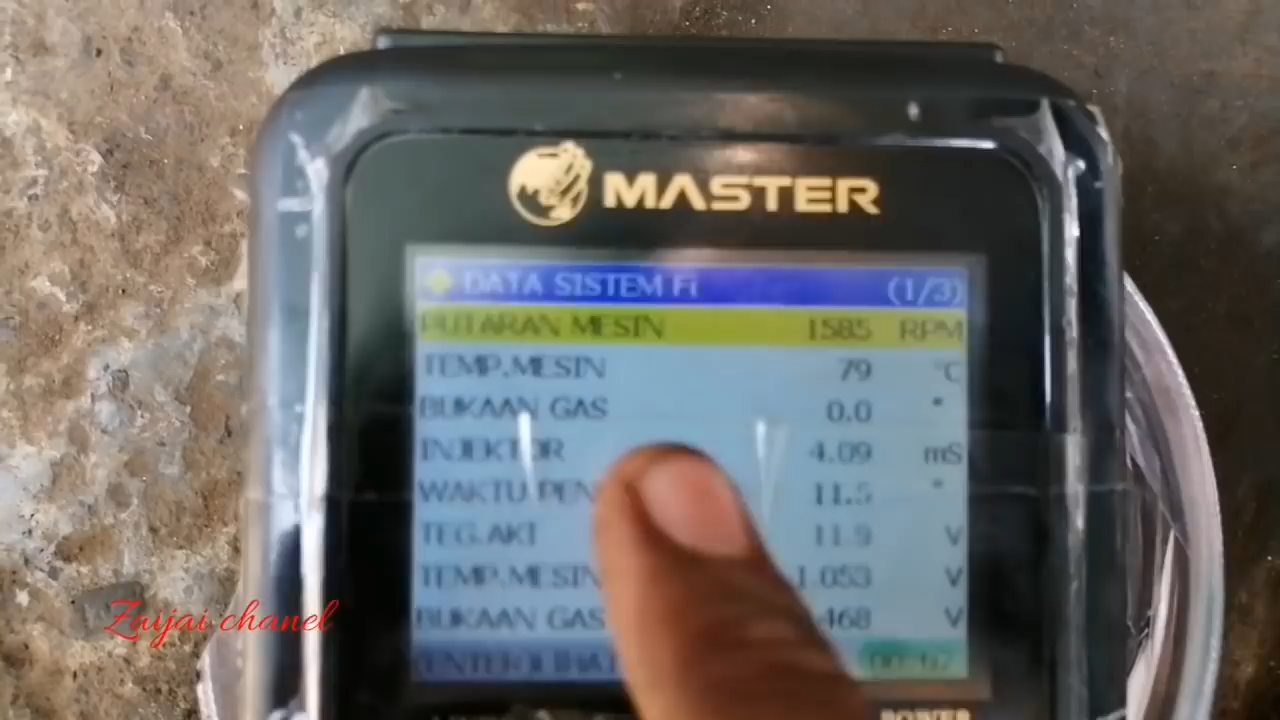 MASTER
DATA SISTEM Fi (1/3)
PUTARAN MESIN 1585 RPM
TEMP.MESIN 79 °C
BUKAAN GAS 0.0 °
INJEKTOR 4.09 mS
WAKTU 11.5 °
TEG.AKI 11.9 V
TEMP.MESIN 1.053 V
BUKAAN GAS 468 V
POWER
Zaijai chanel